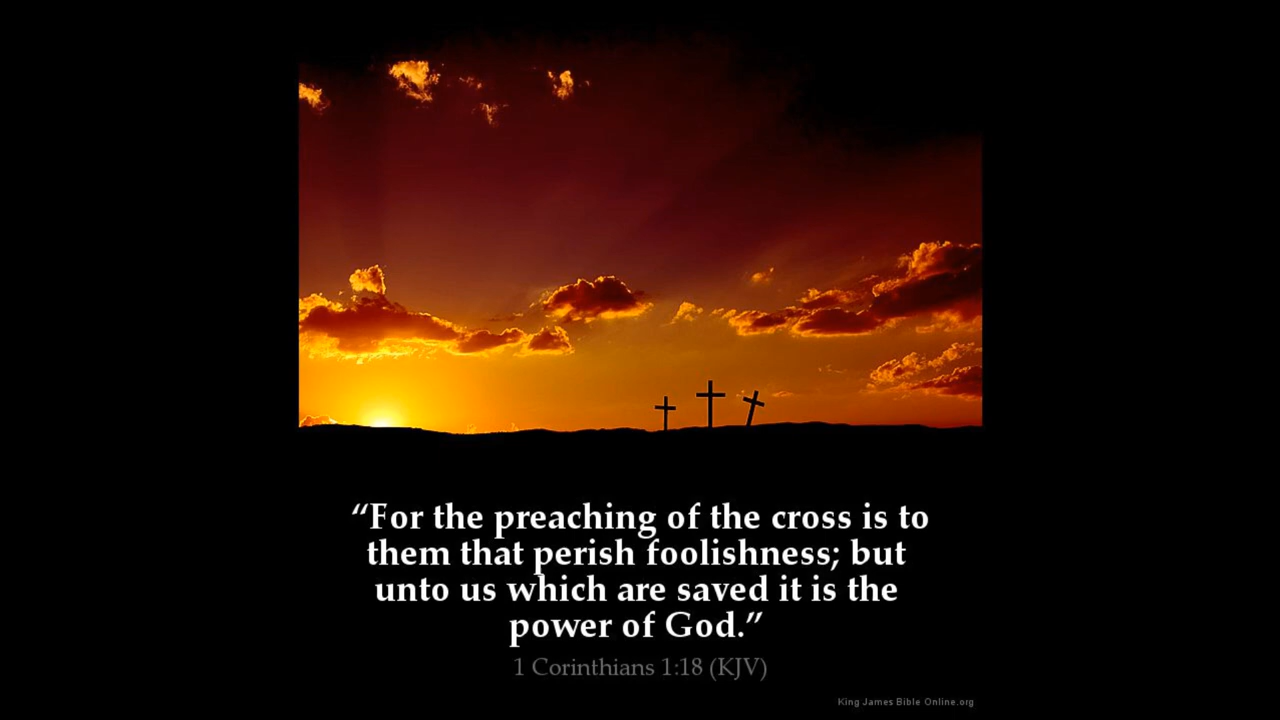 “For the preaching of the cross is to
them that perish foolishness; but
unto us which are saved it is the
power of God.”
1 Corinthians 1:18 (KJV)
King James Bible Online.org